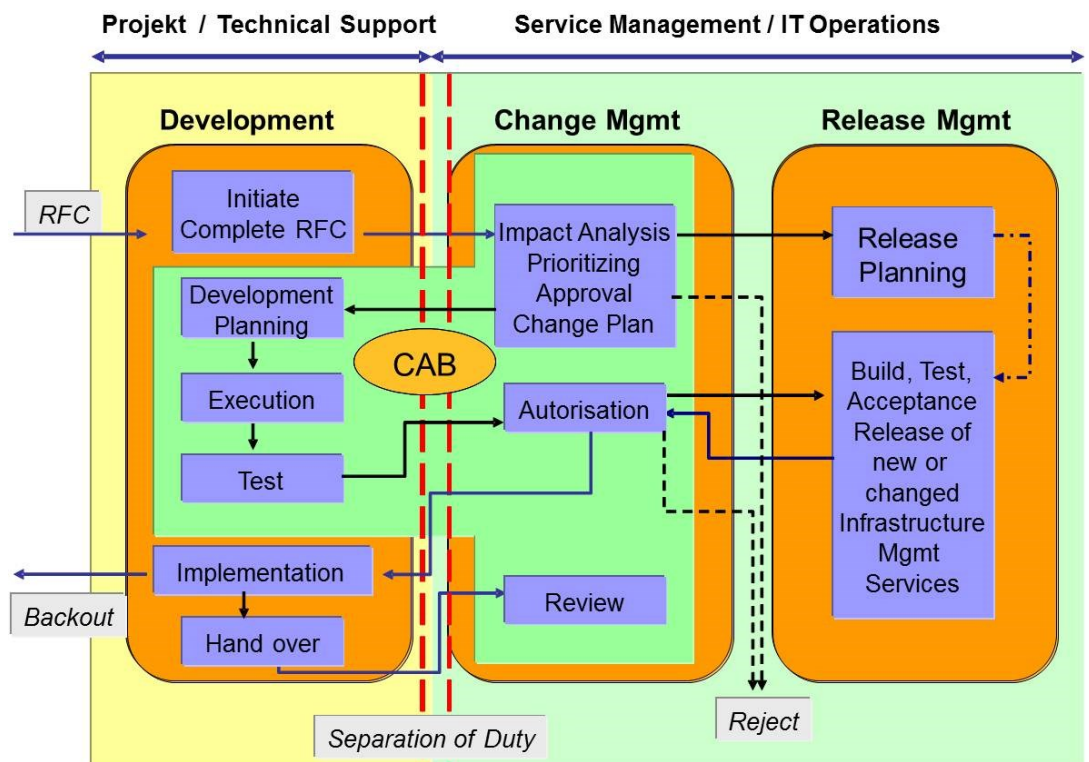 Projekt / Technical Support
Service Management / IT Operations
Development
Change Mgmt
Release Mgmt
RFC
Initiate
Complete RFC
Impact Analysis
Prioritizing
Approval
Change Plan
Release
Planning
Development
Planning
CAB
Execution
Autorisation
Build, Test,
Acceptance
Release of
new or
changed
Infrastructure
Mgmt
Services
Test
Implementation
Review
Backout
Hand over
Separation of Duty
Reject